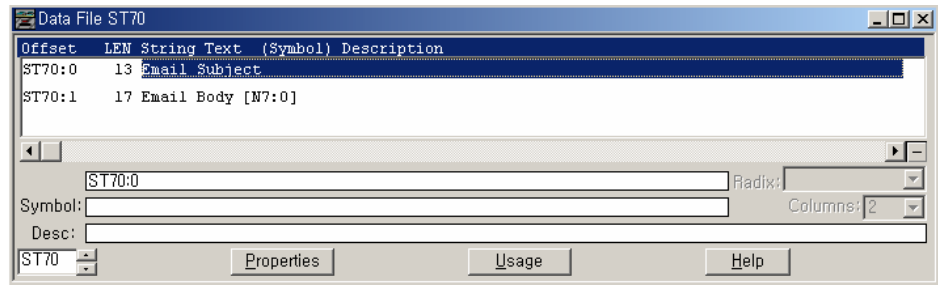 Data File ST70
Offset LEN String Text (Symbol) Description
ST70:0 13 Email Subject
ST70:1 17 Email Body [N7:0]
ST70:0 Radix:
Symbol: Columns: 2
Desc:
ST70 Properties Usage Help